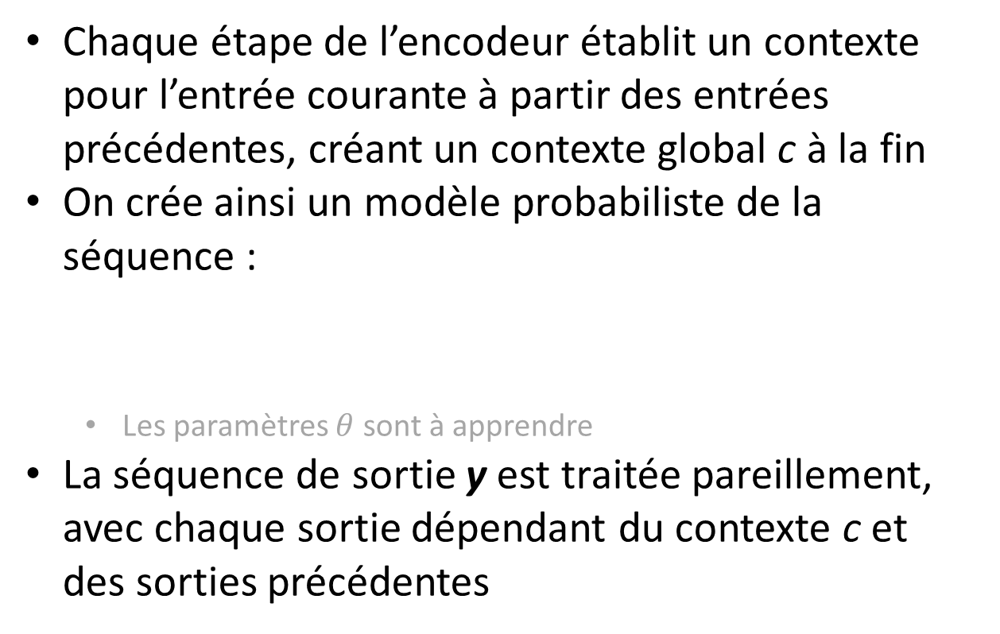 • Chaque étape de l’encodeur établit un contexte
pour l’entrée courante à partir des entrées
précédentes, créant un contexte global c à la fin
• On crée ainsi un modèle probabiliste de la
séquence :
• Les paramètres θ sont à apprendre
• La séquence de sortie y est traitée pareillement,
avec chaque sortie dépendant du contexte c et
des sorties précédentes